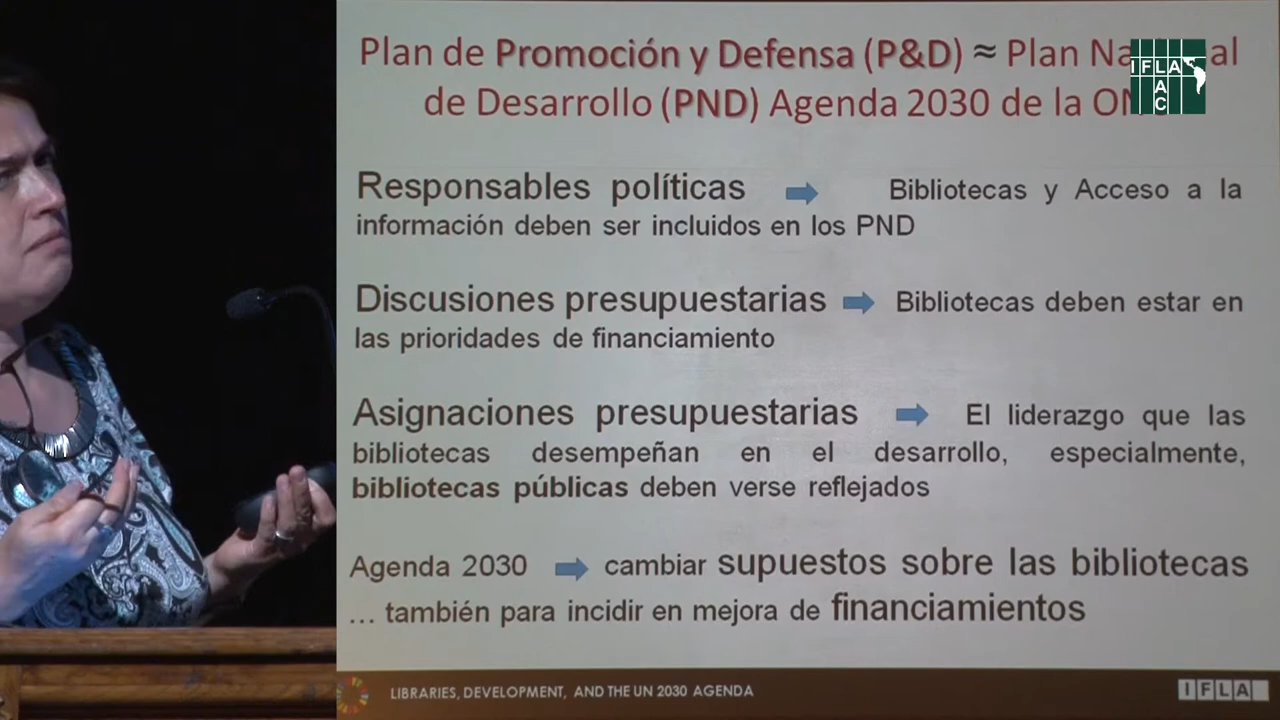 Plan de Promoción y Defensa (P&D) ≈ Plan al
de Desarrollo (PND) Agenda 2030 de la
IFLA
LAC
Responsables políticas Bibliotecas y Acceso a la
información deben ser incluidos en los PND
Discusiones presupuestarias Bibliotecas deben estar en
las prioridades de financiamiento
Asignaciones presupuestarias El liderazgo que las
bibliotecas desempeñan en el desarrollo, especialmente,
bibliotecas públicas deben verse reflejados
Agenda 2030 cambiar supuestos sobre las bibliotecas
... también para incidir en mejora de financiamientos
LIBRARIES, DEVELOPMENT, AND THE UN 2030 AGENDA
IFLA